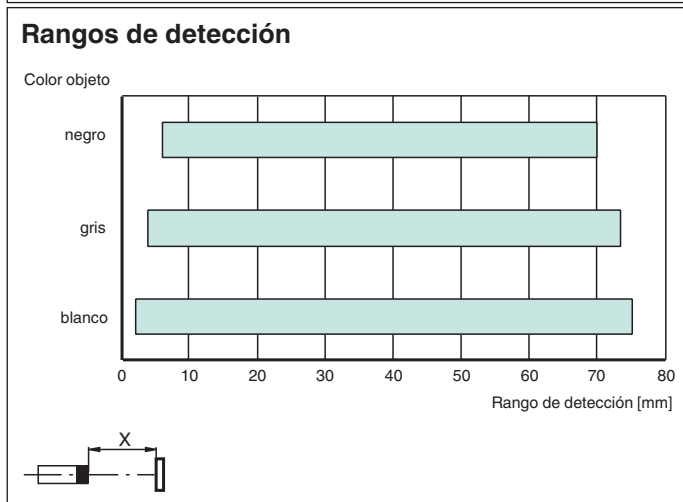 Rangos de detección
Color objeto
negro
gris
blanco
0 10 20 30 40 50 60 70 80
Rango de detección [mm]
X